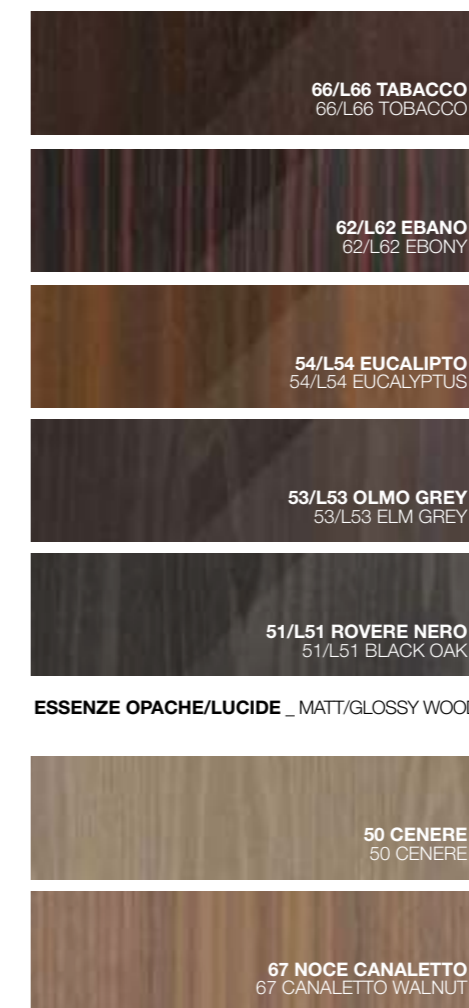 66/L66 TABACCO
66/L66 TOBACCO
62/L62 EBANO
62/L62 EBONY
54/L54 EUCALIPTO
54/L54 EUCALYPTUS
53/L53 OLMO GREY
53/L53 ELM GREY
51/L51 ROVERE NERO
51/L51 BLACK OAK
ESSENZE OPACHE/LUCIDE _ MATT/GLOSSY WOOD
50 CENERE
50 CENERE
67 NOCE CANALETTO
67 CANALETTO WALNUT